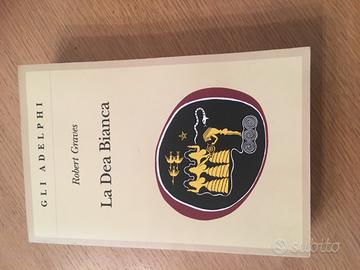 GLI ADELPHI
Robert Graves
La Dea Bianca
subito